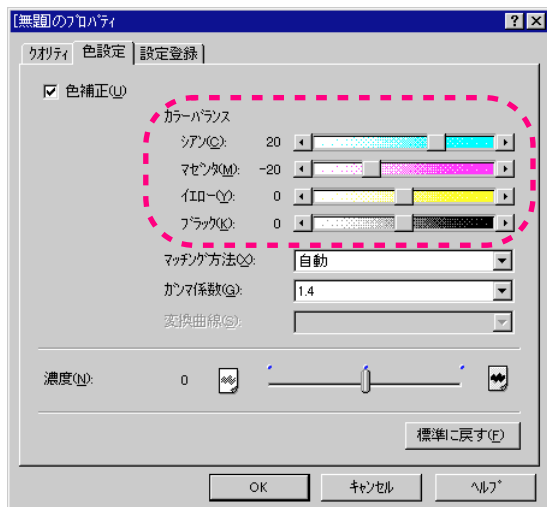 [無題]のﾌﾟﾛﾊﾟﾃｨ
ｸｵﾘﾃｨ 色設定 設定登録
色補正(U)
ｶﾗｰﾊﾞﾗﾝｽ
ｼｱﾝ(C): 20
ﾏｾﾞﾝﾀ(M): -20
ｲｴﾛｰ(Y): 0
ﾌﾞﾗｯｸ(K): 0
ﾏｯﾁﾝｸﾞ方法(X): 自動
ｶﾞﾝﾏ係数(G): 1.4
変換曲線(S):
濃度(N): 0
標準に戻す(F)
OK ｷｬﾝｾﾙ ﾍﾙﾌﾟ